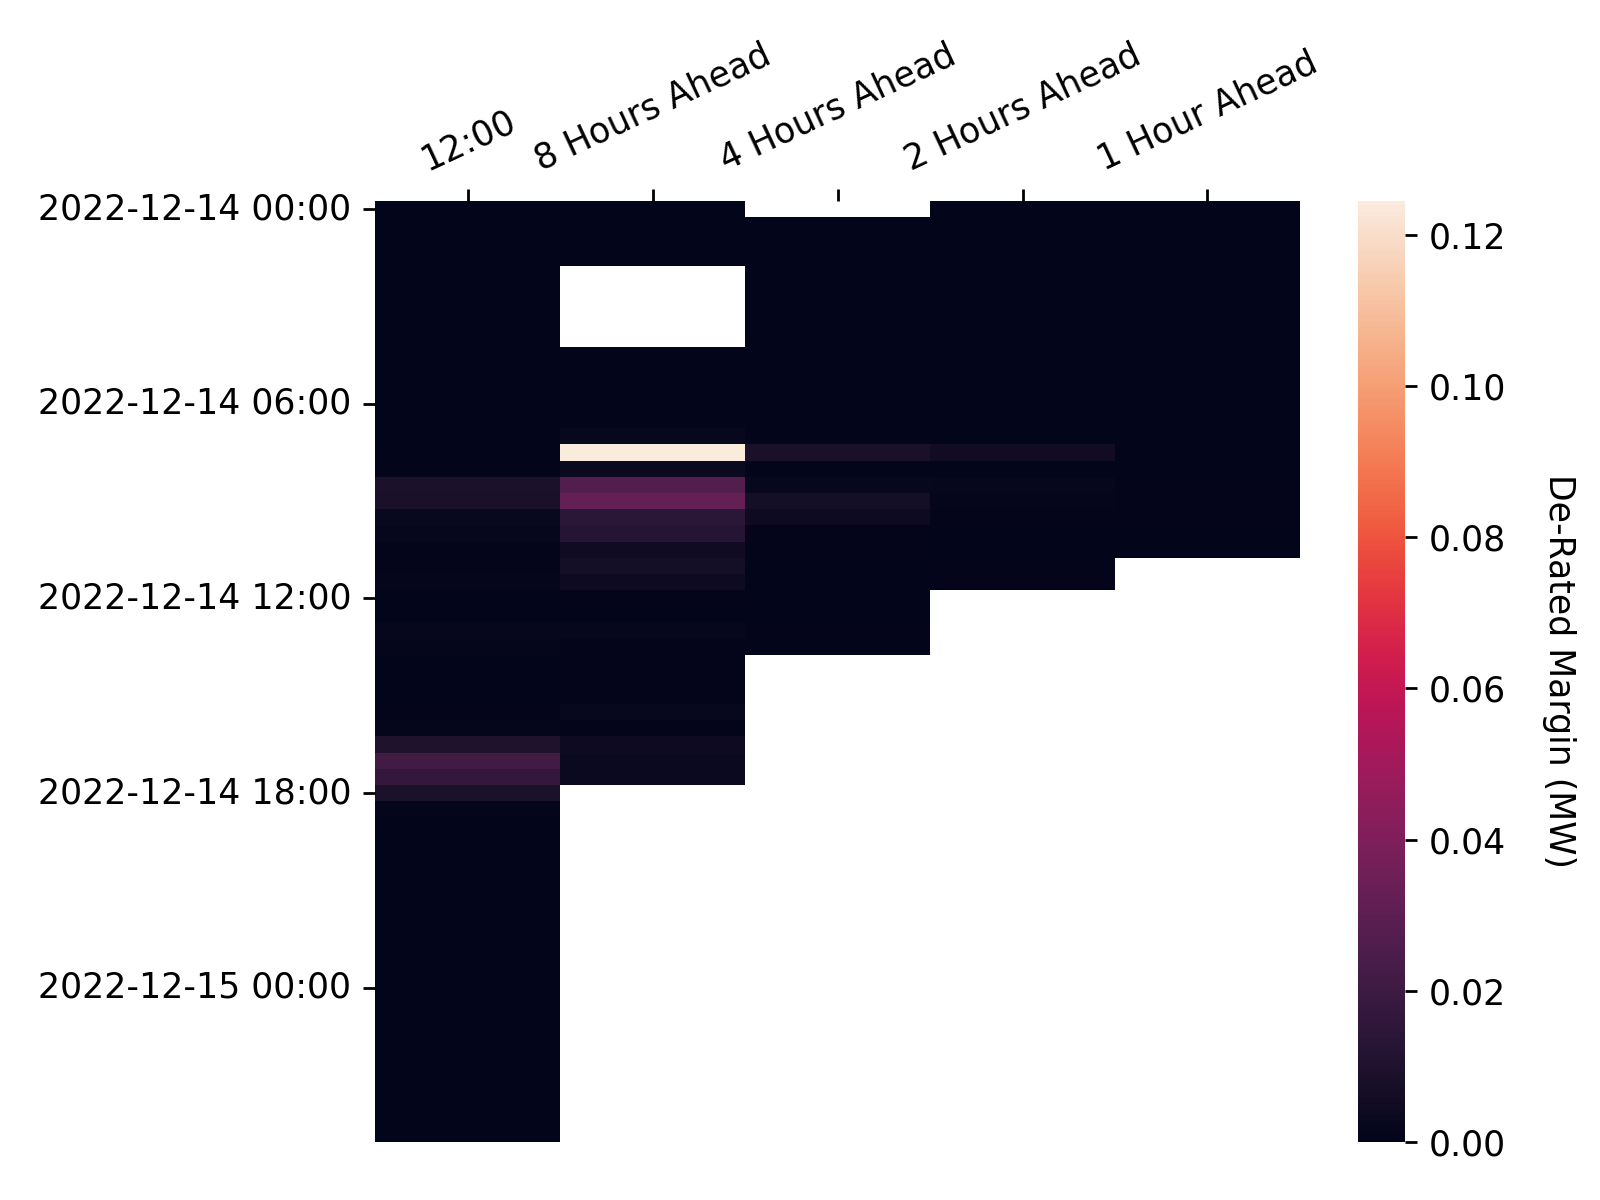 12:00
8 Hours Ahead
4 Hours Ahead
2 Hours Ahead
1 Hour Ahead
2022-12-14 00:00
2022-12-14 06:00
2022-12-14 12:00
2022-12-14 18:00
2022-12-15 00:00
0.12
0.10
0.08
0.06
0.04
0.02
0.00
De-Rated Margin (MW)